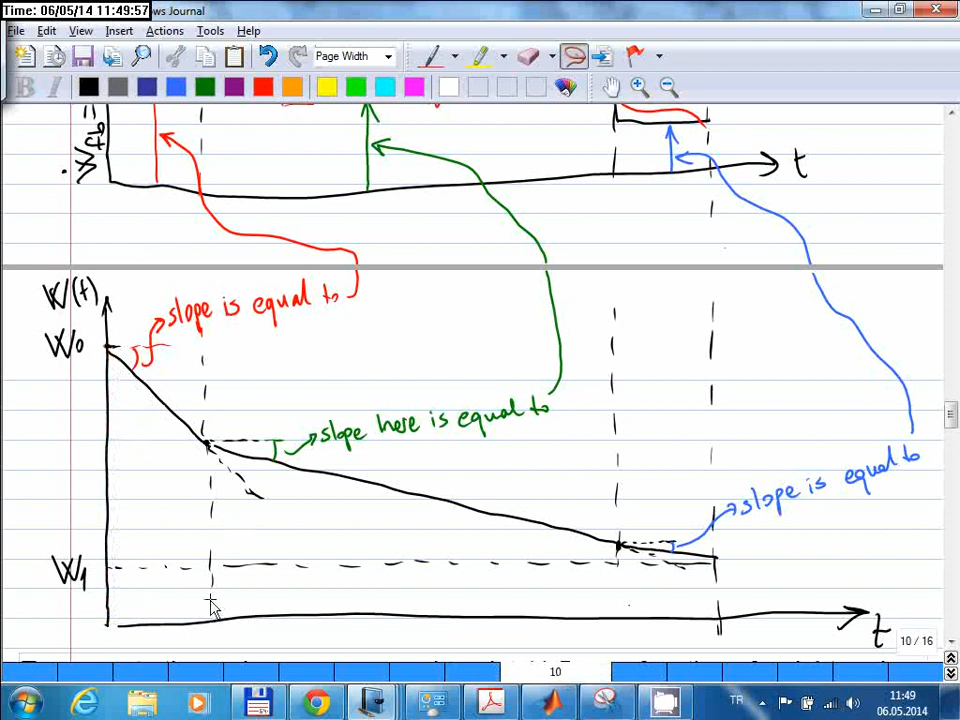 Time: 06/05/14 11:49:57
ows Journal
File Edit View Insert Actions Tools Help
Page Width
B I
t
W(t)
slope is equal to
W0
slope here is equal to
slope is equal to
W1
t
10 / 16
10
TR
11:49
06.05.2014